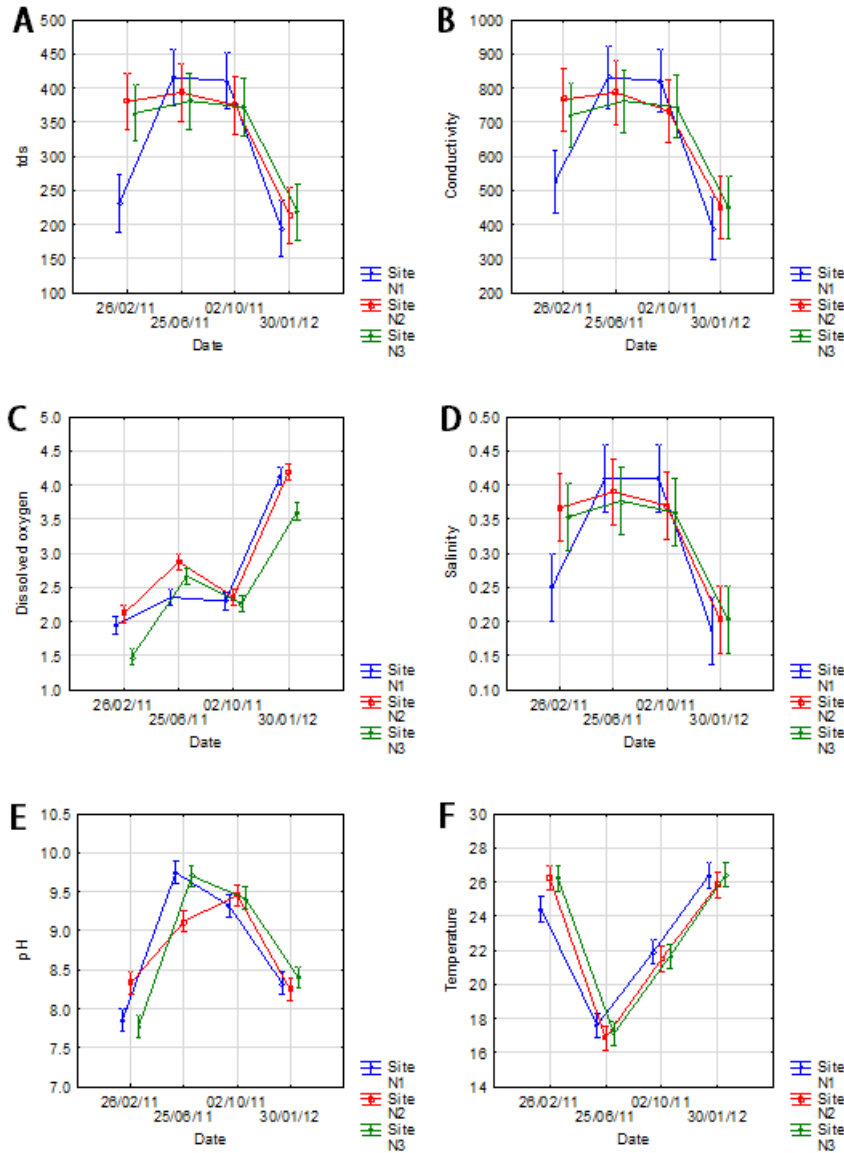 A
500
450
400
350
300
250
200
150
100
tds
26/02/11 02/10/11
25/06/11 30/01/12
Date
Site
N1
Site
N2
Site
N3
B
1000
900
800
700
600
500
400
300
200
Conductivity
26/02/11 02/10/11
25/06/11 30/01/12
Date
Site
N1
Site
N2
Site
N3
C
5.0
4.5
4.0
3.5
3.0
2.5
2.0
1.5
1.0
Dissolved oxygen
26/02/11 02/10/11
25/06/11 30/01/12
Date
Site
N1
Site
N2
Site
N3
D
0.50
0.45
0.40
0.35
0.30
0.25
0.20
0.15
0.10
Salinity
26/02/11 02/10/11
25/06/11 30/01/12
Date
Site
N1
Site
N2
Site
N3
E
10.5
10.0
9.5
9.0
8.5
8.0
7.5
7.0
pH
26/02/11 02/10/11
25/06/11 30/01/12
Date
Site
N1
Site
N2
Site
N3
F
30
28
26
24
22
20
18
16
14
Temperature
26/02/11 02/10/11
25/06/11 30/01/12
Date
Site
N1
Site
N2
Site
N3